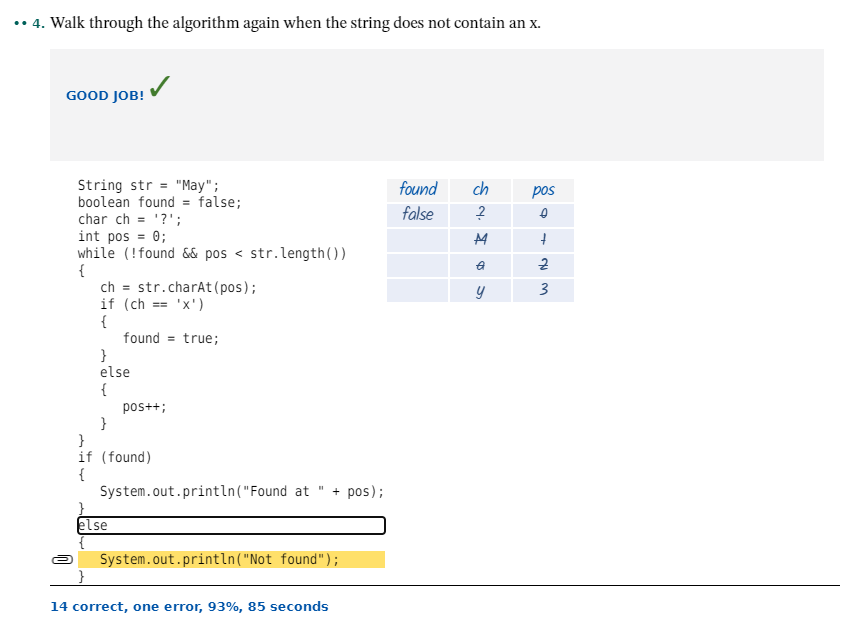 •• 4. Walk through the algorithm again when the string does not contain an x.
GOOD JOB! ✓
String str = "May";
boolean found = false;
char ch = '?';
int pos = 0;
while (!found && pos < str.length())
{
   ch = str.charAt(pos);
   if (ch == 'x')
   {
      found = true;
   }
   else
   {
      pos++;
   }
}
if (found)
{
   System.out.println("Found at " + pos);
}
else
{
   System.out.println("Not found");
}
found ch pos
false ? 0
M 1
a 2
y 3
14 correct, one error, 93%, 85 seconds